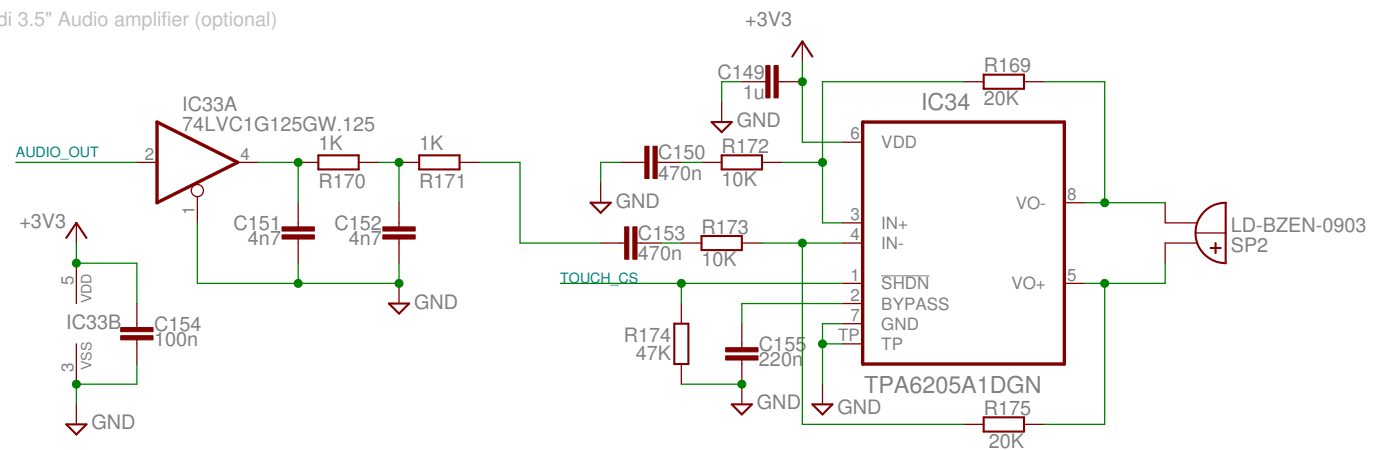 di 3.5" Audio amplifier (optional)
+3V3
C149
1u
GND
R169
20K
IC34
IC33A
74LVC1G125GW.125
AUDIO_OUT
2
4
1
1K
R170
1K
R171
C150
470n
GND
R172
10K
6
VDD
C151
4n7
C152
4n7
GND
C153
470n
R173
10K
3
IN+
4
IN-
VO-
8
LD-BZEN-0903
SP2
TOUCH_CS
1
SHDN
2
BYPASS
7
GND
TP
TP
VO+
5
+3V3
5
VDD
IC33B
3
VSS
C154
100n
GND
R174
47K
C155
220n
GND
GND
TPA6205A1DGN
R175
20K